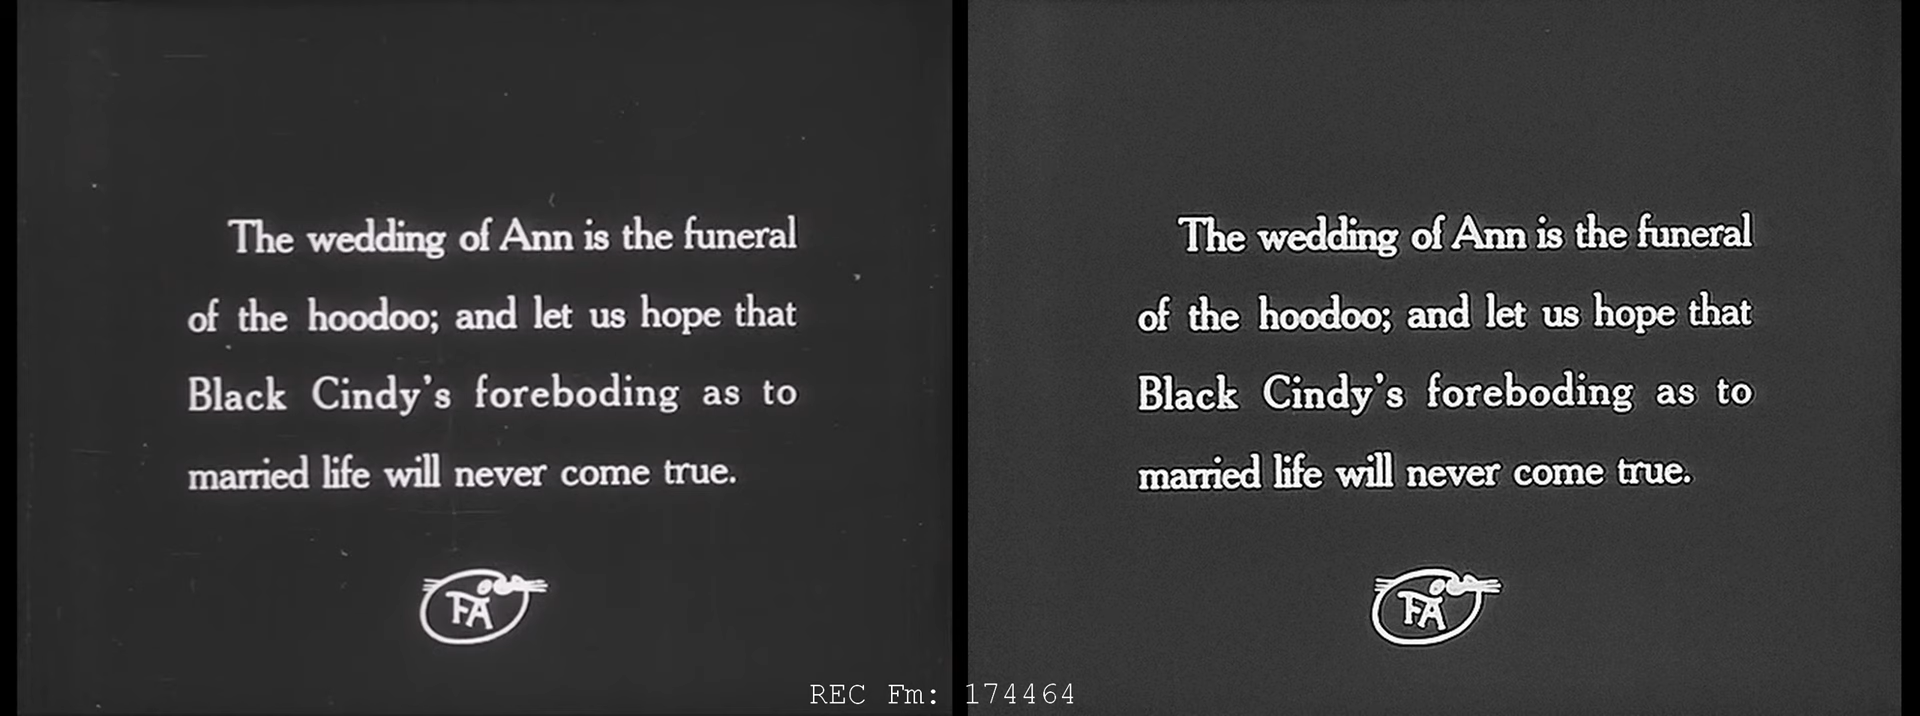 The wedding of Ann is the funeral
of the hoodoo; and let us hope that
Black Cindy's foreboding as to
married life will never come true.
FA
The wedding of Ann is the funeral
of the hoodoo; and let us hope that
Black Cindy's foreboding as to
married life will never come true.
FA
REC Fm: 174464